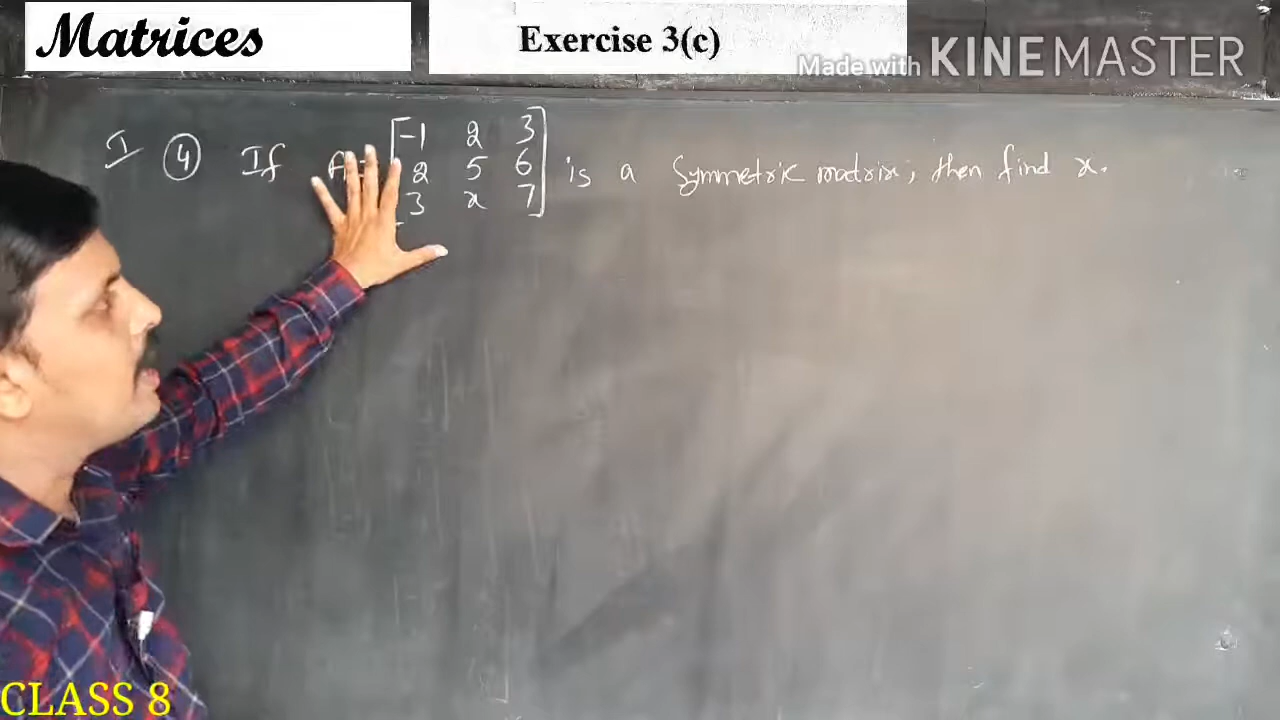 Matrices
Exercise 3(c)
Made with KINEMASTER
-1 2 3
I 4 If A = 2 5 6 is a Symmetric matrix, then find x.
3 x 7
CLASS 8